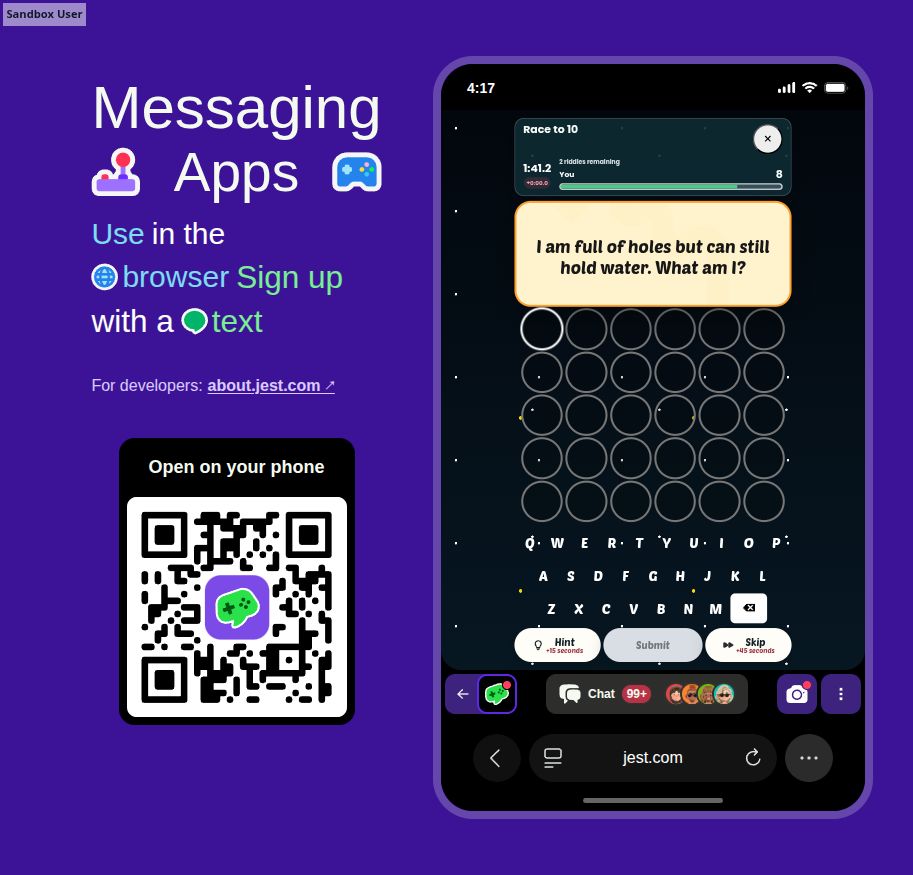 Sandbox User
Messaging
Apps
Use in the
browser Sign up
with a text
For developers: about.jest.com ↗
Open on your phone
4:17
Race to 10
×
2 riddles remaining
1:41.2
You 8
+0:00.0
I am full of holes but can still
hold water. What am I?
Q W E R T Y U I O P
A S D F G H J K L
Z X C V B N M
Hint
+15 seconds
Submit
Skip
+45 seconds
Chat 99+
jest.com